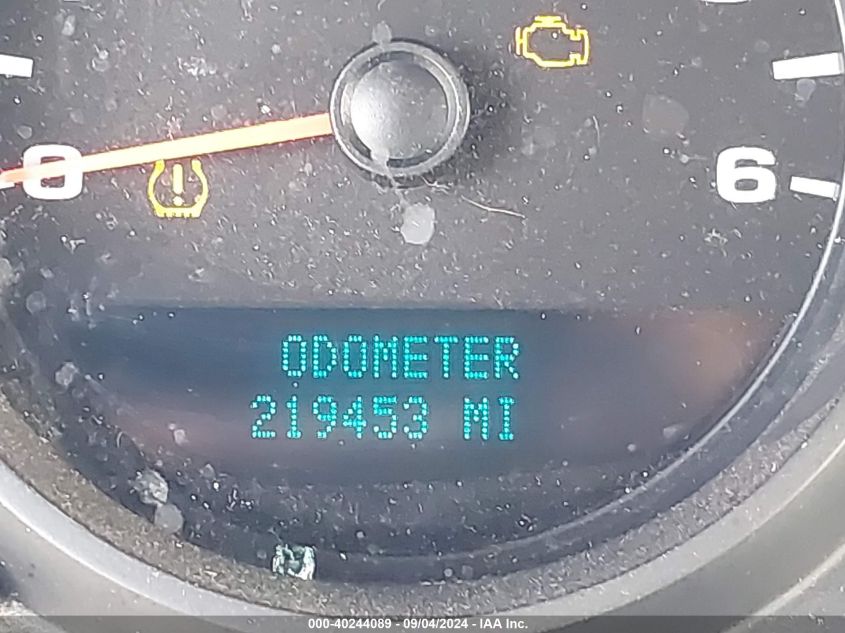 0
6
ODOMETER
219453 MI
000-40244089 - 09/04/2024 - IAA Inc.